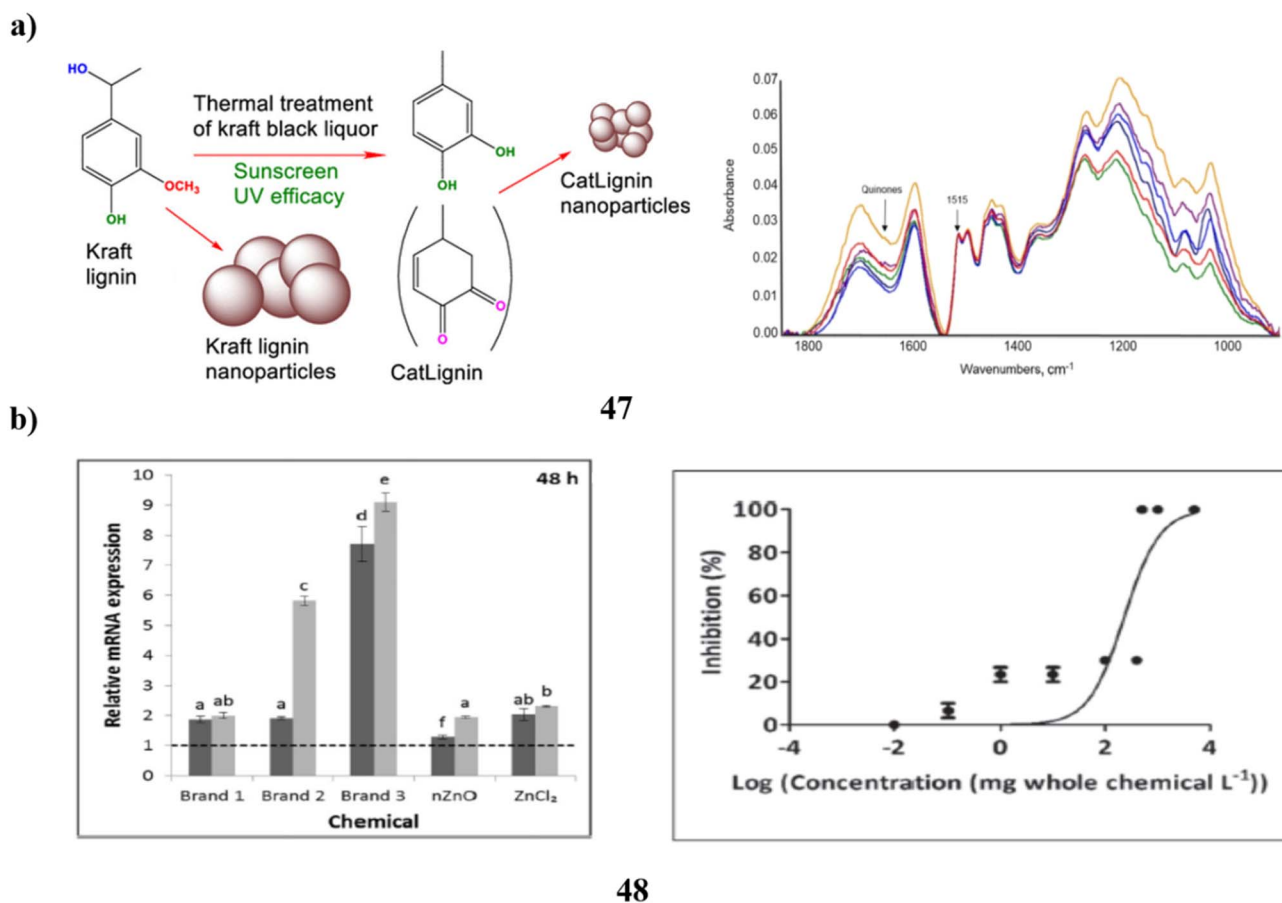 a)
HO
OCH3
OH
Kraft
lignin
Thermal treatment
of kraft black liquor
Sunscreen
UV efficacy
Kraft lignin
nanoparticles
OH
OH
O
O
CatLignin
CatLignin
nanoparticles
0.07
0.06
0.05
0.04
0.03
0.02
0.01
0.00
Absorbance
Quinones
1515
1800
1600
1400
1200
1000
Wavenumbers, cm-1
47
b)
48 h
10
9
8
7
6
5
4
3
2
1
0
Relative mRNA expression
a
ab
a
c
d
e
f
a
ab
b
Brand 1
Brand 2
Brand 3
nZnO
ZnCl₂
Chemical
100
80
60
40
20
0
Inhibition (%)
-4
-2
0
2
4
Log (Concentration (mg whole chemical L-1))
48